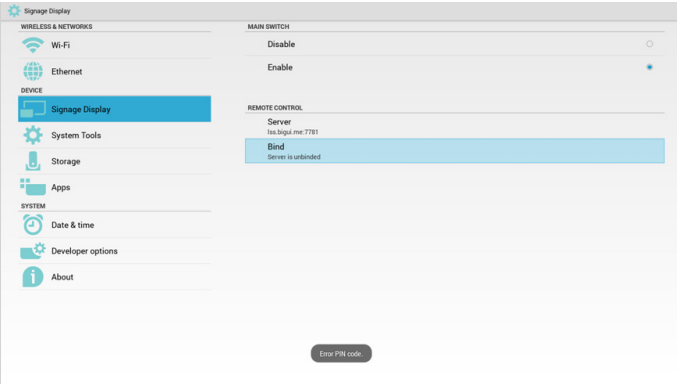 Signage Display
WIRELESS & NETWORKS
Wi-Fi
Ethernet
DEVICE
Signage Display
System Tools
Storage
Apps
SYSTEM
Date & time
Developer options
About
MAIN SWITCH
Disable
Enable
REMOTE CONTROL
Server
lss.bigui.me:7781
Bind
Server is unbinded
Error PIN code.